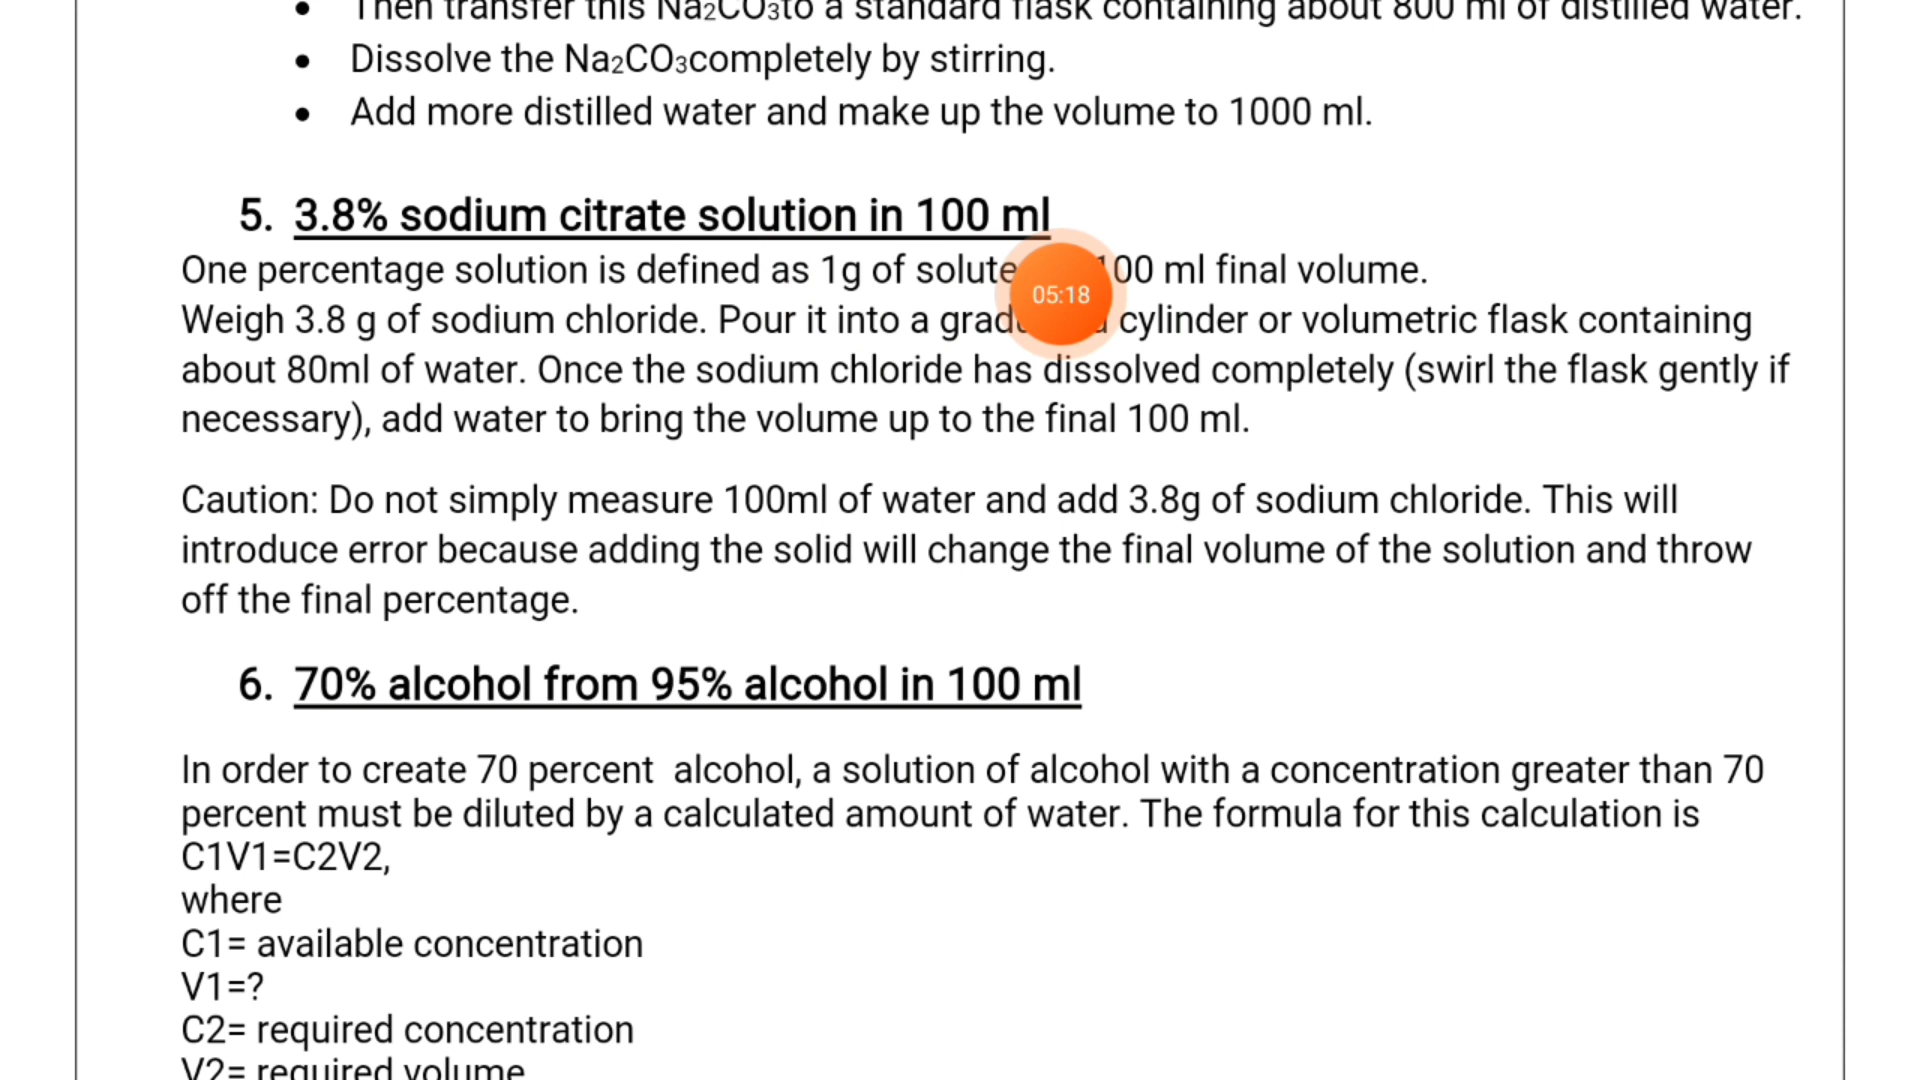 • Then transfer this Na₂CO₃to a standard flask containing about 800 ml of distilled water.
• Dissolve the Na₂CO₃completely by stirring.
• Add more distilled water and make up the volume to 1000 ml.
5. 3.8% sodium citrate solution in 100 ml
One percentage solution is defined as 1g of solute 100 ml final volume.
05:18
Weigh 3.8 g of sodium chloride. Pour it into a cylinder or volumetric flask containing
about 80ml of water. Once the sodium chloride has dissolved completely (swirl the flask gently if
necessary), add water to bring the volume up to the final 100 ml.
Caution: Do not simply measure 100ml of water and add 3.8g of sodium chloride. This will
introduce error because adding the solid will change the final volume of the solution and throw
off the final percentage.
6. 70% alcohol from 95% alcohol in 100 ml
In order to create 70 percent  alcohol, a solution of alcohol with a concentration greater than 70
percent must be diluted by a calculated amount of water. The formula for this calculation is
C1V1=C2V2,
where
C1= available concentration
V1=?
C2= required concentration
V2= required volume